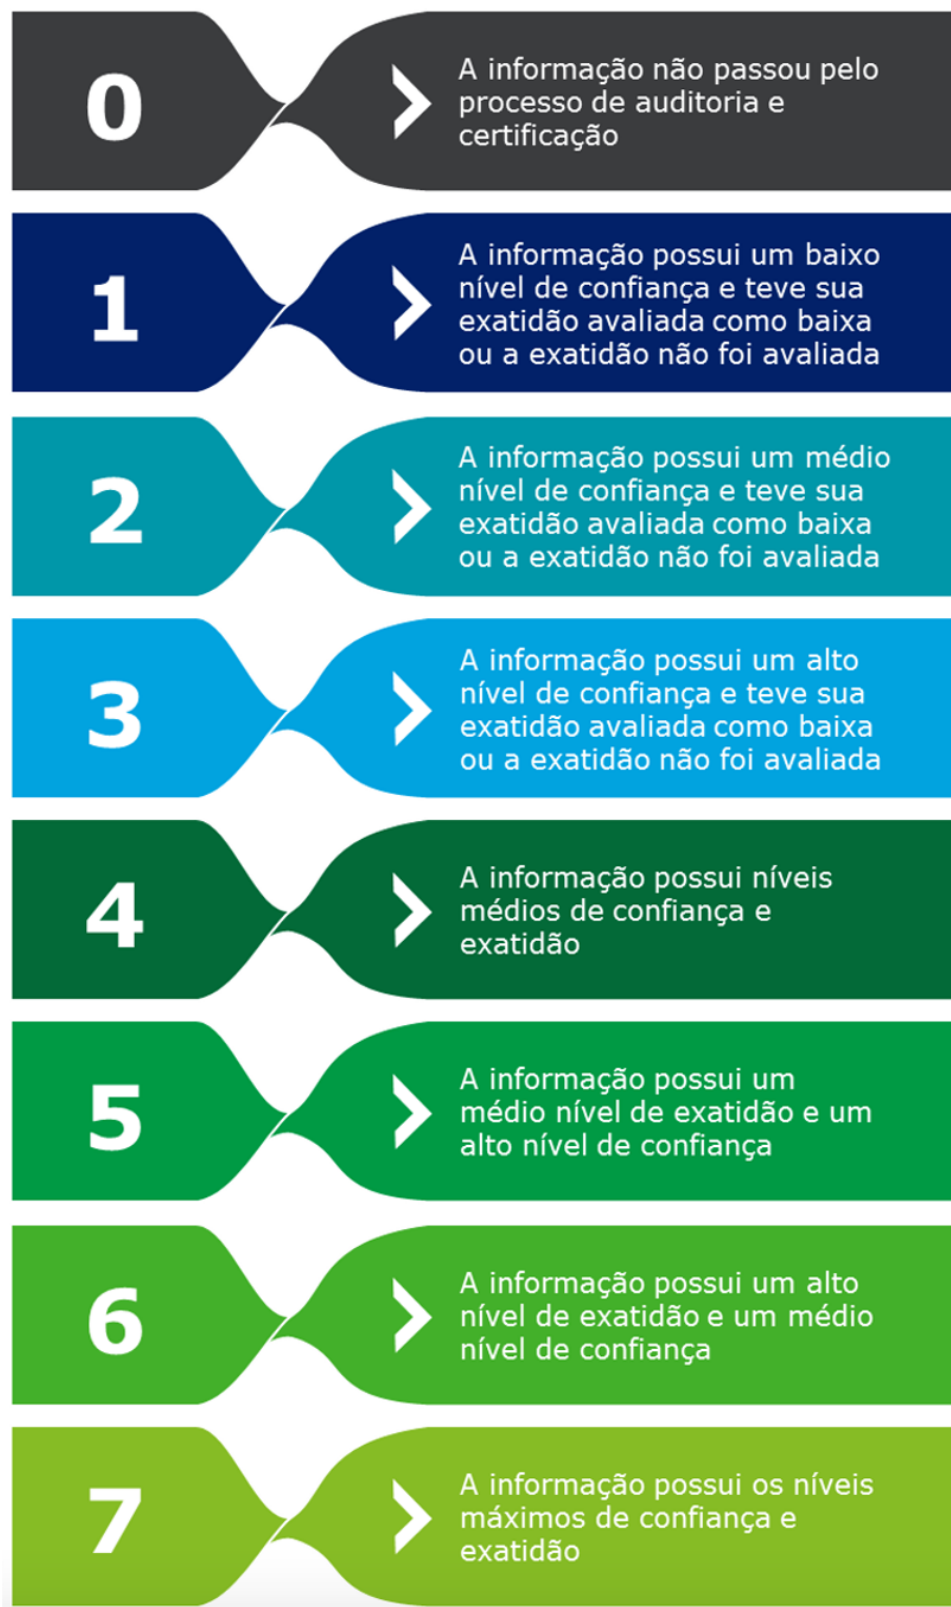 0
A informação não passou pelo
processo de auditoria e
certificação
1
A informação possui um baixo
nível de confiança e teve sua
exatidão avaliada como baixa
ou a exatidão não foi avaliada
2
A informação possui um médio
nível de confiança e teve sua
exatidão avaliada como baixa
ou a exatidão não foi avaliada
3
A informação possui um alto
nível de confiança e teve sua
exatidão avaliada como baixa
ou a exatidão não foi avaliada
4
A informação possui níveis
médios de confiança e
exatidão
5
A informação possui um
médio nível de exatidão e um
alto nível de confiança
6
A informação possui um alto
nível de exatidão e um médio
nível de confiança
7
A informação possui os níveis
máximos de confiança e
exatidão